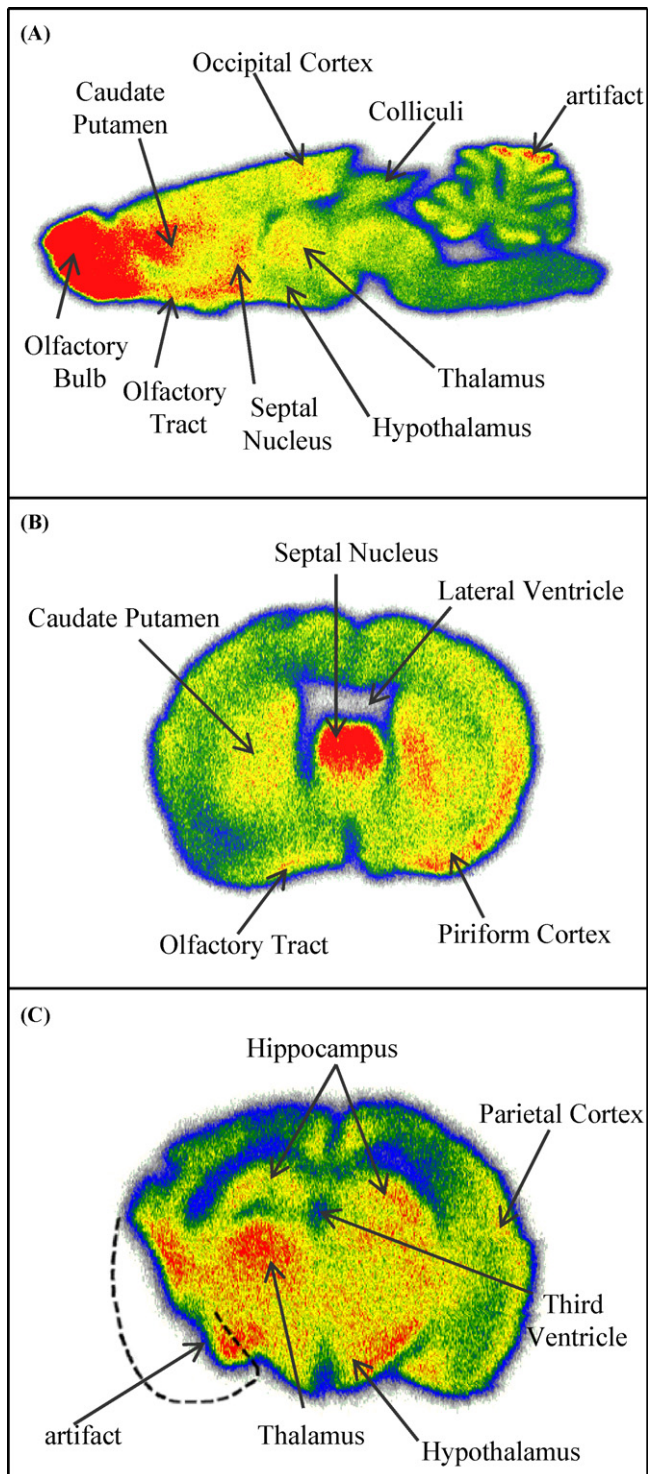 (A)
Occipital Cortex
Caudate
Putamen
Colliculi
artifact
Olfactory
Bulb
Olfactory
Tract
Septal
Nucleus
Hypothalamus
Thalamus
(B)
Septal Nucleus
Lateral Ventricle
Caudate Putamen
Olfactory Tract
Piriform Cortex
(C)
Hippocampus
Parietal Cortex
Third
Ventricle
artifact
Thalamus
Hypothalamus